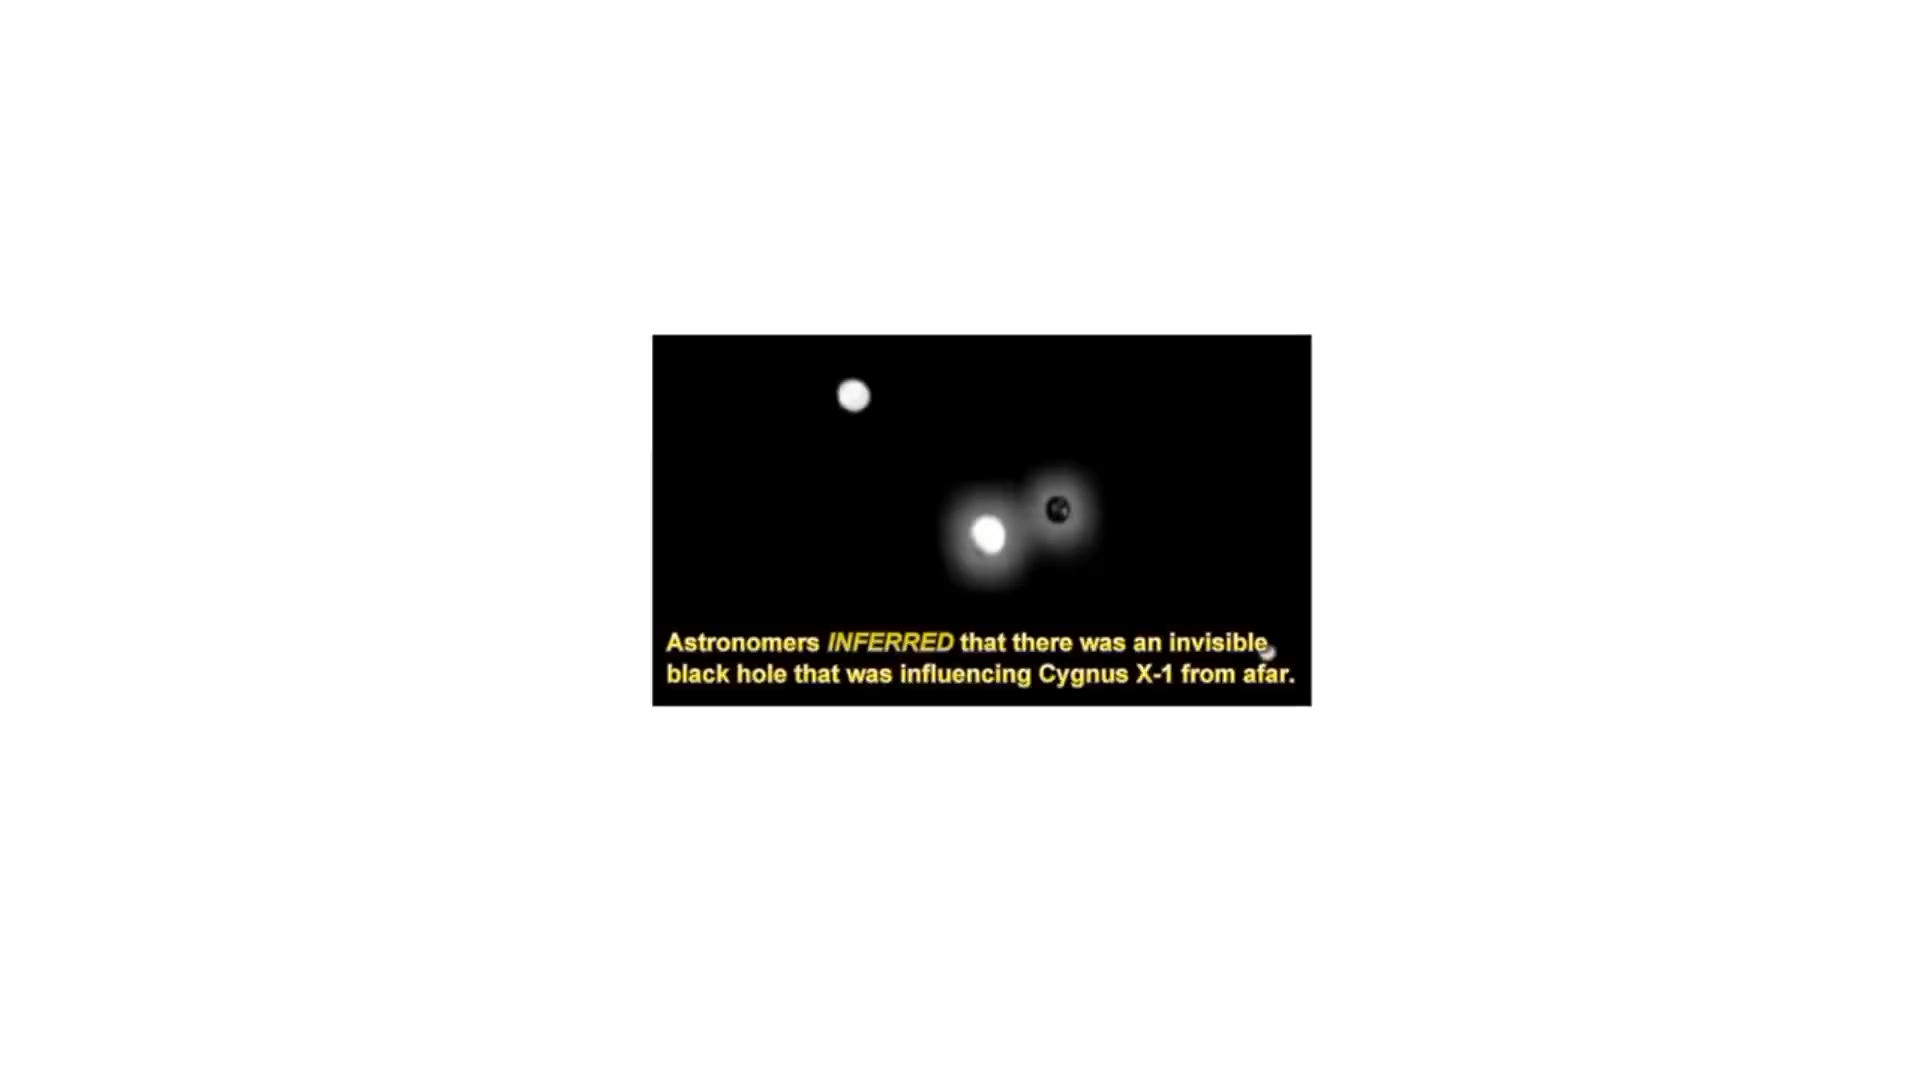 Astronomers INFERRED that there was an invisible
black hole that was influencing Cygnus X-1 from afar.